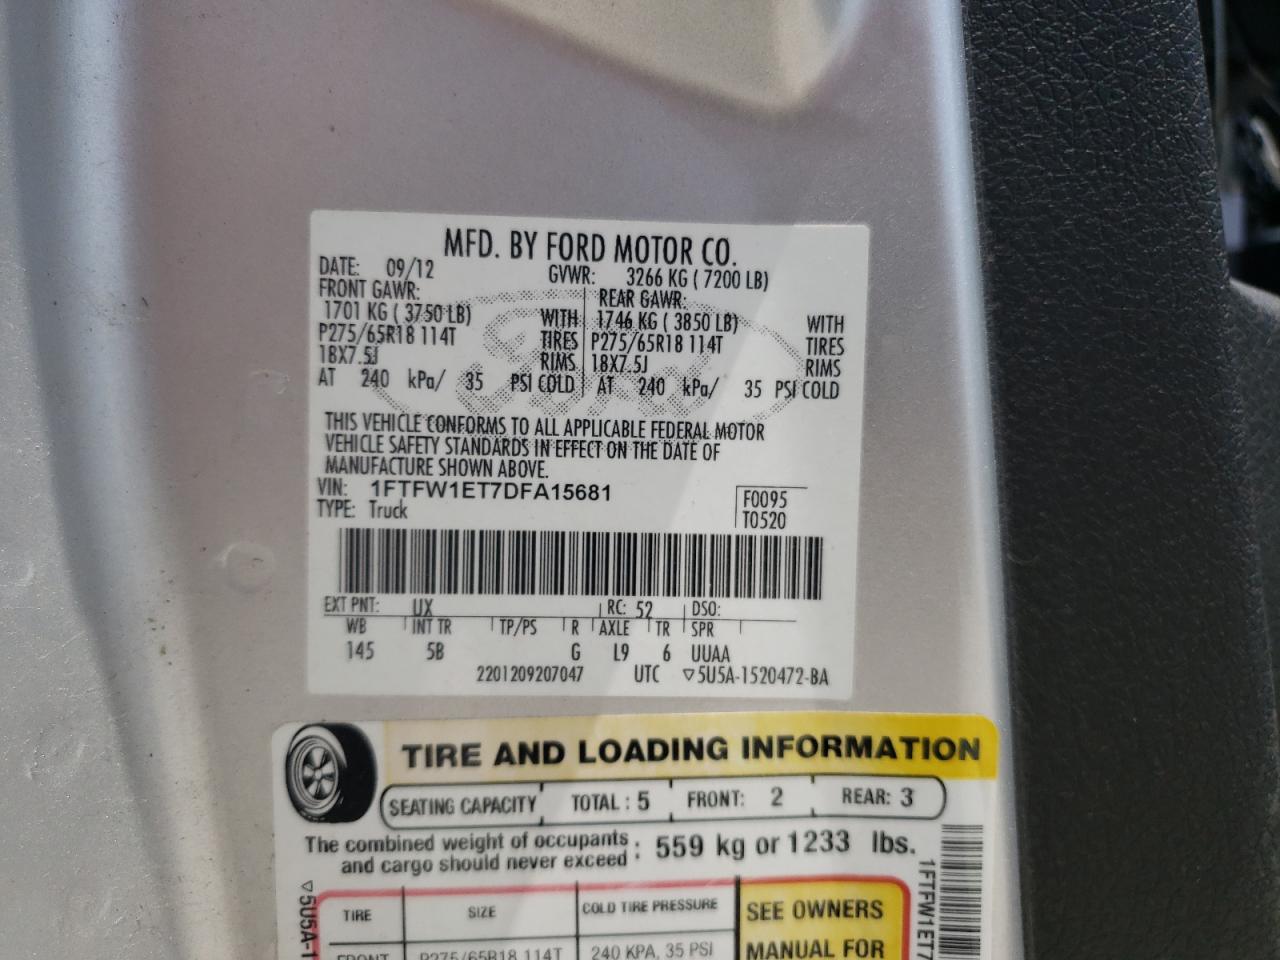 MFD. BY FORD MOTOR CO.
DATE: 09/12 GVWR: 3266 KG ( 7200 LB)
FRONT GAWR: REAR GAWR:
1701 KG ( 3750 LB) WITH 1746 KG ( 3850 LB) WITH
P275/65R18 114T TIRES P275/65R18 114T TIRES
18X7.5J RIMS 18X7.5J RIMS
AT 240 kPa/ 35 PSI COLD AT 240 kPa/ 35 PSI COLD
THIS VEHICLE CONFORMS TO ALL APPLICABLE FEDERAL MOTOR
VEHICLE SAFETY STANDARDS IN EFFECT ON THE DATE OF
MANUFACTURE SHOWN ABOVE.
VIN: 1FTFW1ET7DFA15681
TYPE: Truck
F0095
T0520
EXT PNT: UX RC: 52 DSO:
WB INT TR TP/PS R AXLE TR SPR
145 5B G L9 6 UUAA
2201209207047 UTC ▽5U5A-1520472-BA
TIRE AND LOADING INFORMATION
SEATING CAPACITY TOTAL : 5 FRONT: 2 REAR: 3
The combined weight of occupants
and cargo should never exceed : 559 kg or 1233 lbs.
TIRE SIZE COLD TIRE PRESSURE SEE OWNERS
FRONT P275/65R18 114T 240 KPA, 35 PSI MANUAL FOR
▽5U5A-1
1FTFW1ET7